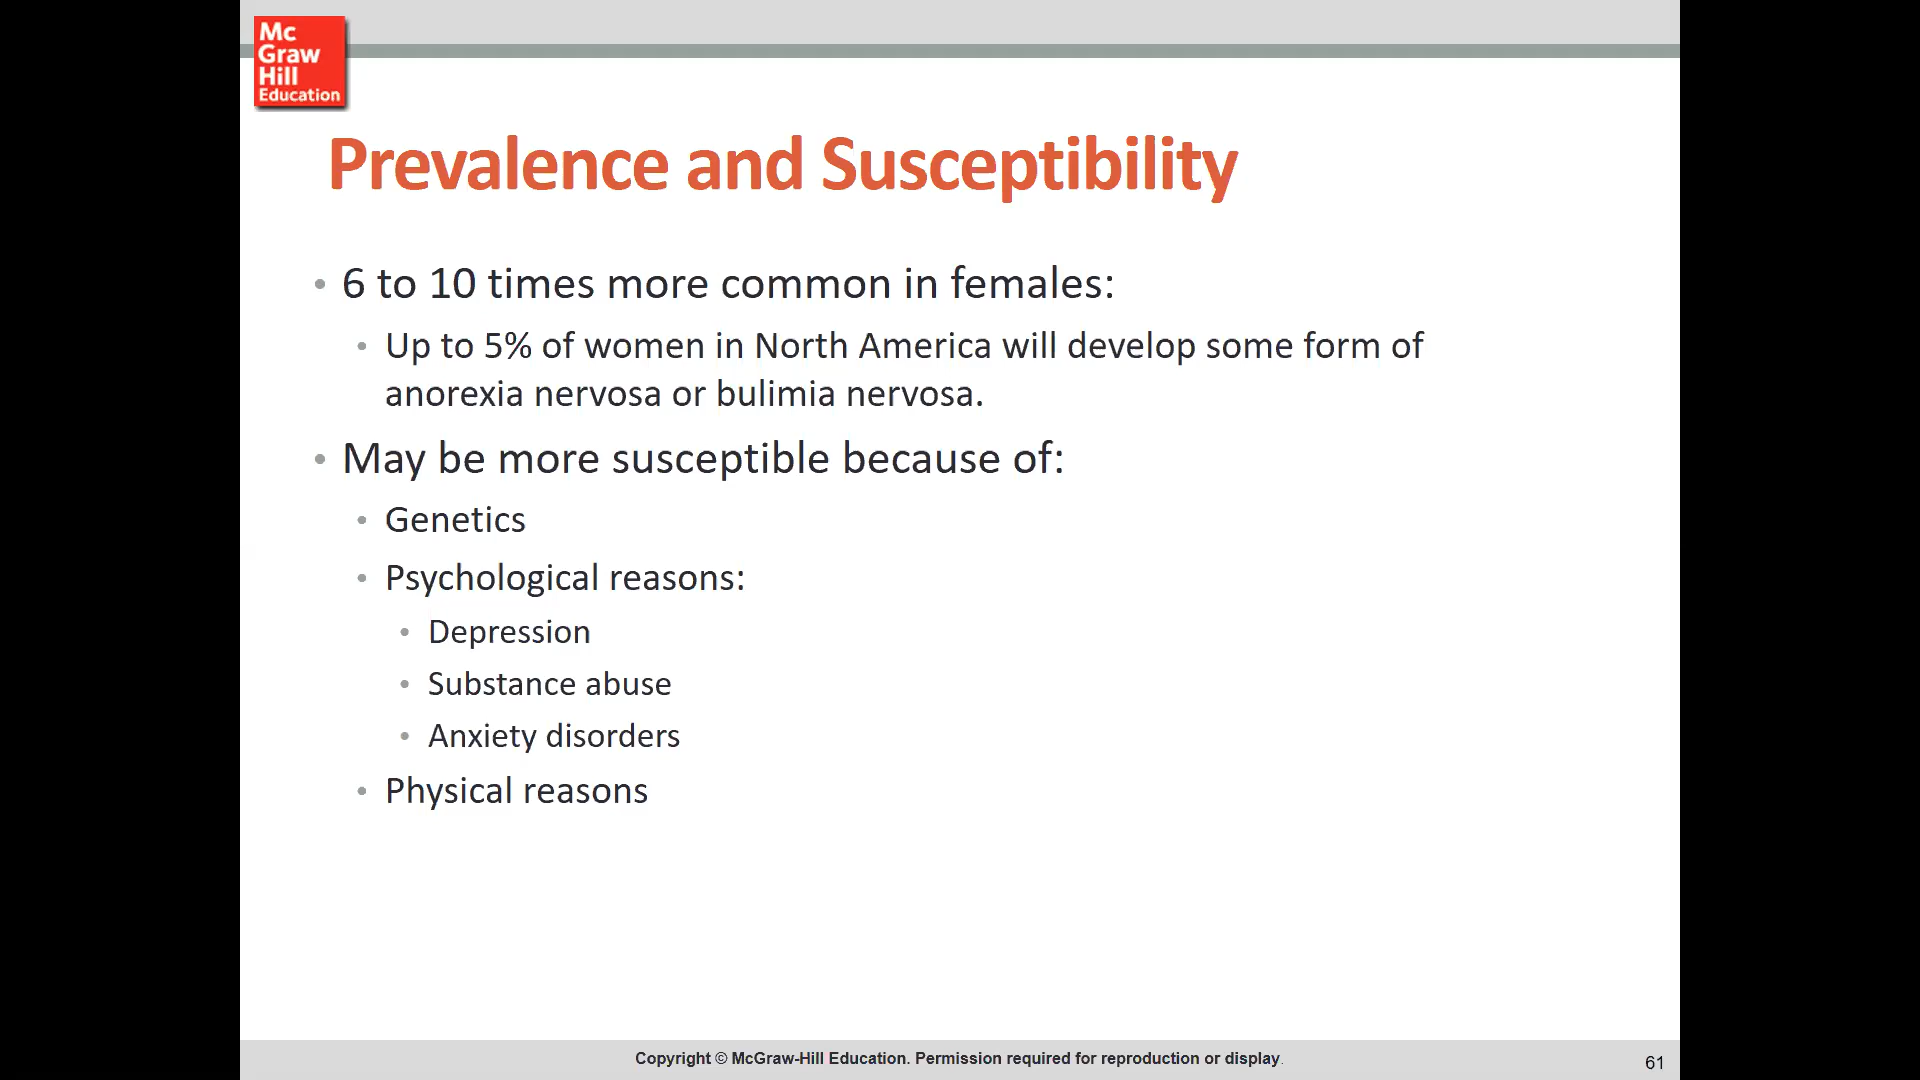 Mc
Graw
Hill
Education
Prevalence and Susceptibility
• 6 to 10 times more common in females:
• Up to 5% of women in North America will develop some form of
anorexia nervosa or bulimia nervosa.
• May be more susceptible because of:
• Genetics
• Psychological reasons:
• Depression
• Substance abuse
• Anxiety disorders
• Physical reasons
Copyright © McGraw-Hill Education. Permission required for reproduction or display.
61